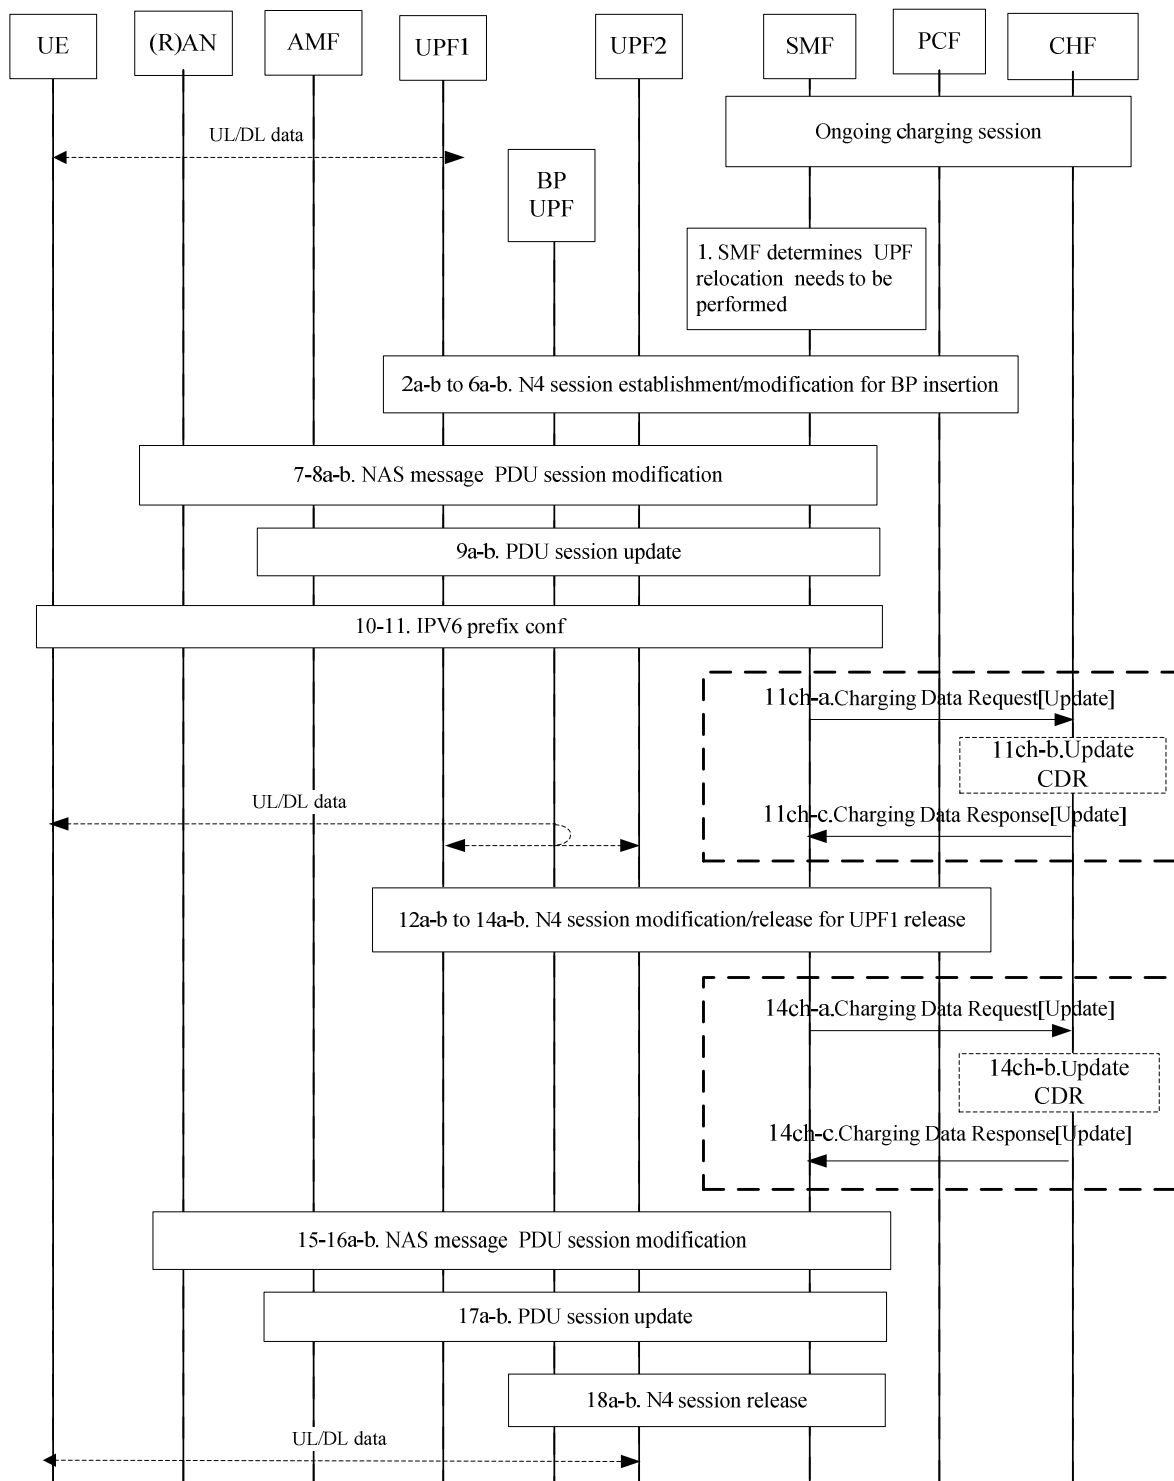 UE
(R)AN
AMF
UPF1
UPF2
SMF
PCF
CHF
UL/DL data
Ongoing charging session
BP
UPF
1. SMF determines UPF
relocation needs to be
performed
2a-b to 6a-b. N4 session establishment/modification for BP insertion
7-8a-b. NAS message PDU session modification
9a-b. PDU session update
10-11. IPV6 prefix conf
11ch-a.Charging Data Request[Update]
11ch-b.Update
CDR
UL/DL data
11ch-c.Charging Data Response[Update]
12a-b to 14a-b. N4 session modification/release for UPF1 release
14ch-a.Charging Data Request[Update]
14ch-b.Update
CDR
14ch-c.Charging Data Response[Update]
15-16a-b. NAS message PDU session modification
17a-b. PDU session update
18a-b. N4 session release
UL/DL data